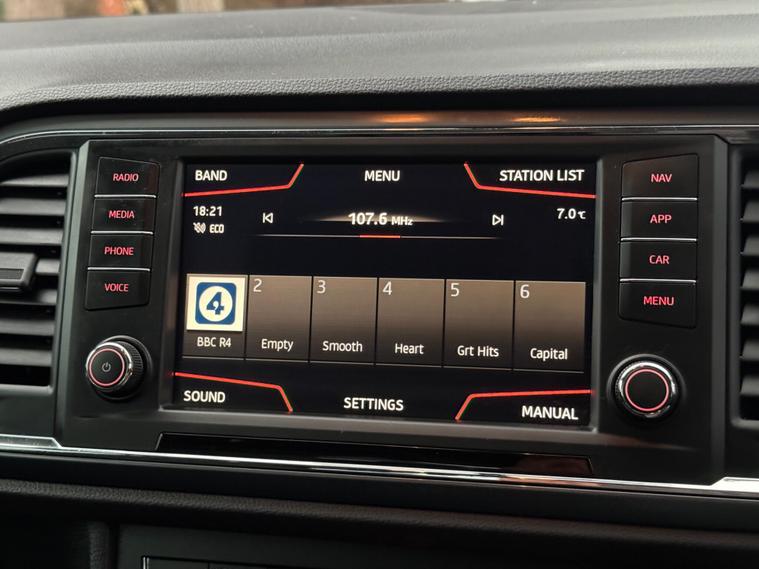 RADIO
MEDIA
PHONE
VOICE
BAND MENU STATION LIST
18:21 107.6 MHz 7.0°C
ECO
4 2 3 4 5 6
BBC R4 Empty Smooth Heart Grt Hits Capital
SOUND SETTINGS MANUAL
NAV
APP
CAR
MENU